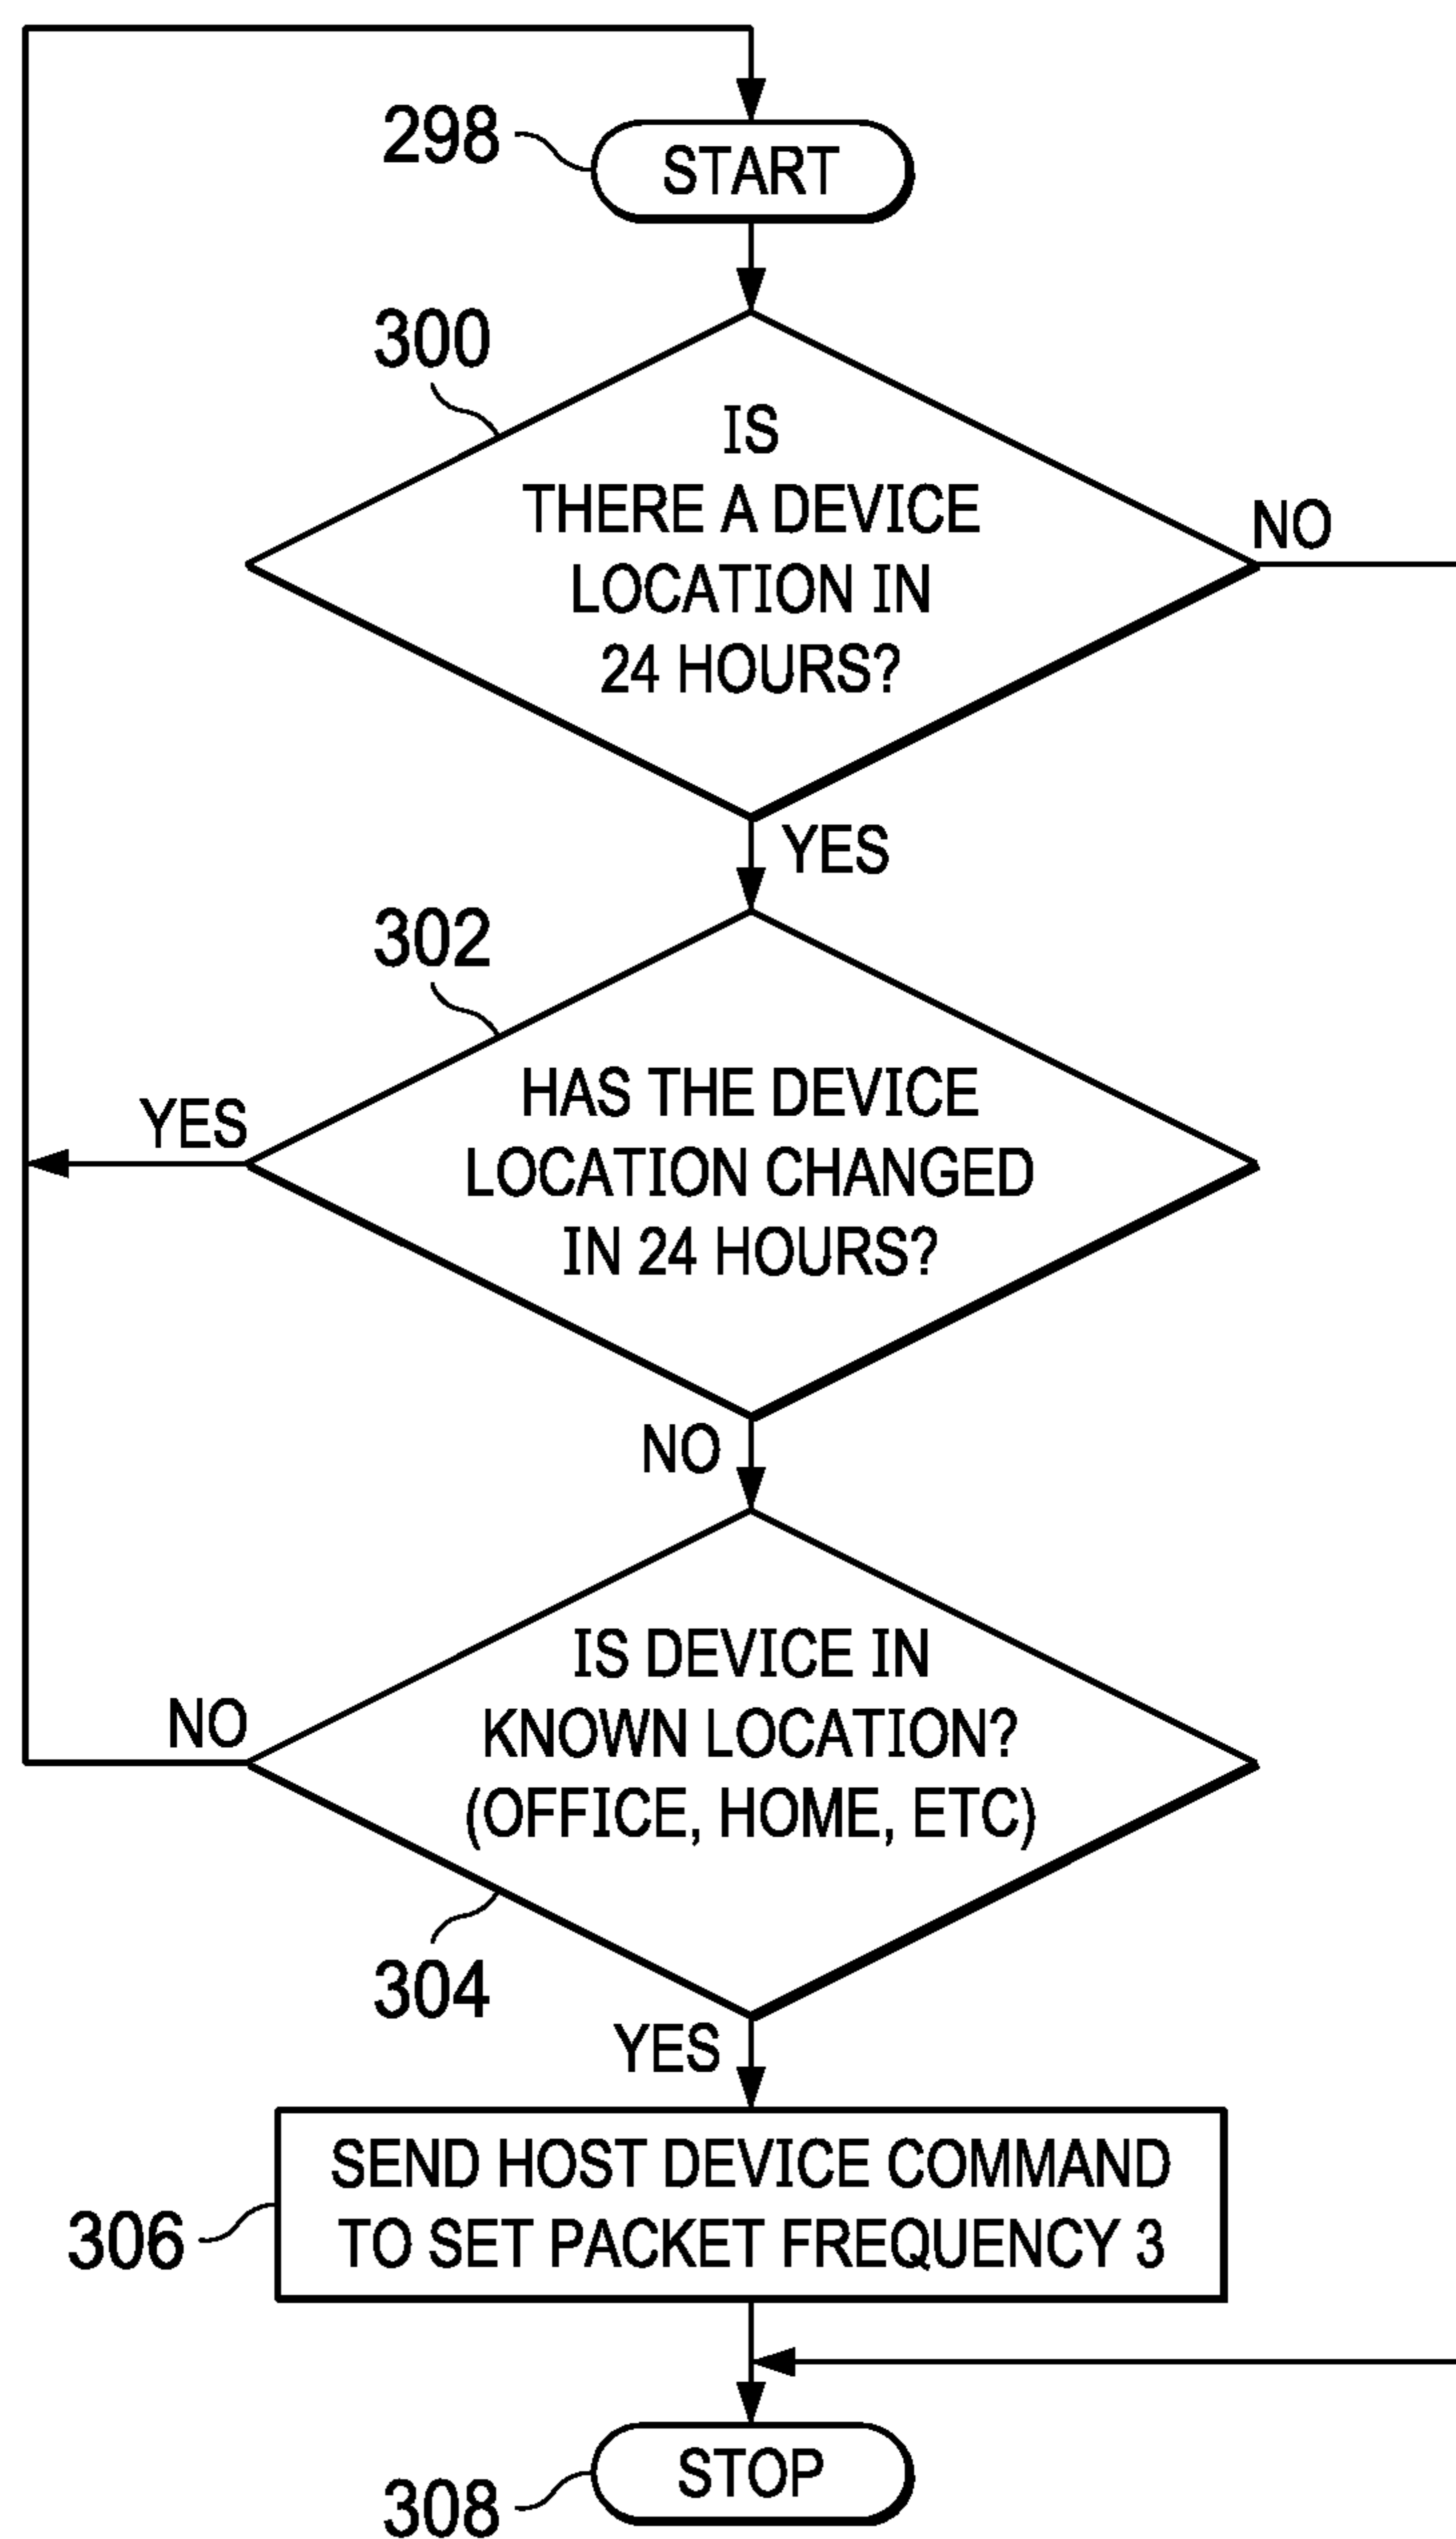 298
START
300
IS
THERE A DEVICE
LOCATION IN
24 HOURS?
NO
YES
302
HAS THE DEVICE
LOCATION CHANGED
IN 24 HOURS?
YES
NO
IS DEVICE IN
KNOWN LOCATION?
(OFFICE, HOME, ETC)
NO
304
YES
SEND HOST DEVICE COMMAND
TO SET PACKET FREQUENCY 3
306
STOP
308